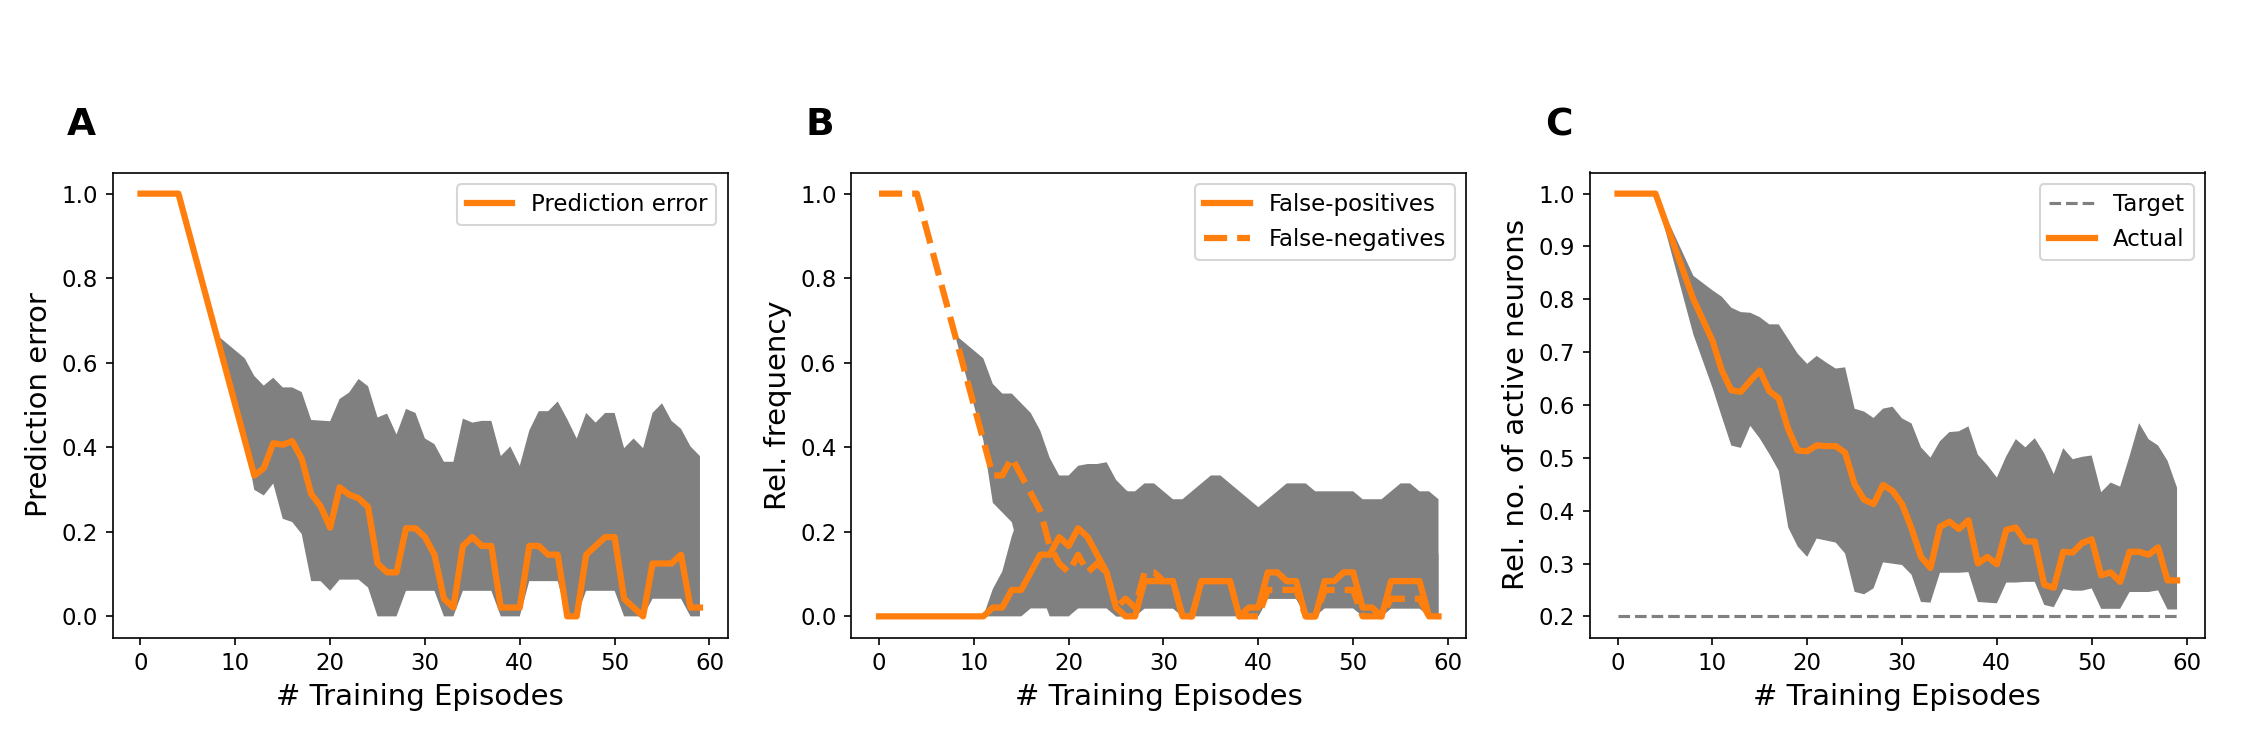 A
B
C
Prediction error
1.0
0.8
0.6
0.4
0.2
0.0
Prediction error
0 10 20 30 40 50 60
# Training Episodes
Rel. frequency
1.0
0.8
0.6
0.4
0.2
0.0
False-positives
False-negatives
0 10 20 30 40 50 60
# Training Episodes
Rel. no. of active neurons
1.0
0.9
0.8
0.7
0.6
0.5
0.4
0.3
0.2
Target
Actual
0 10 20 30 40 50 60
# Training Episodes